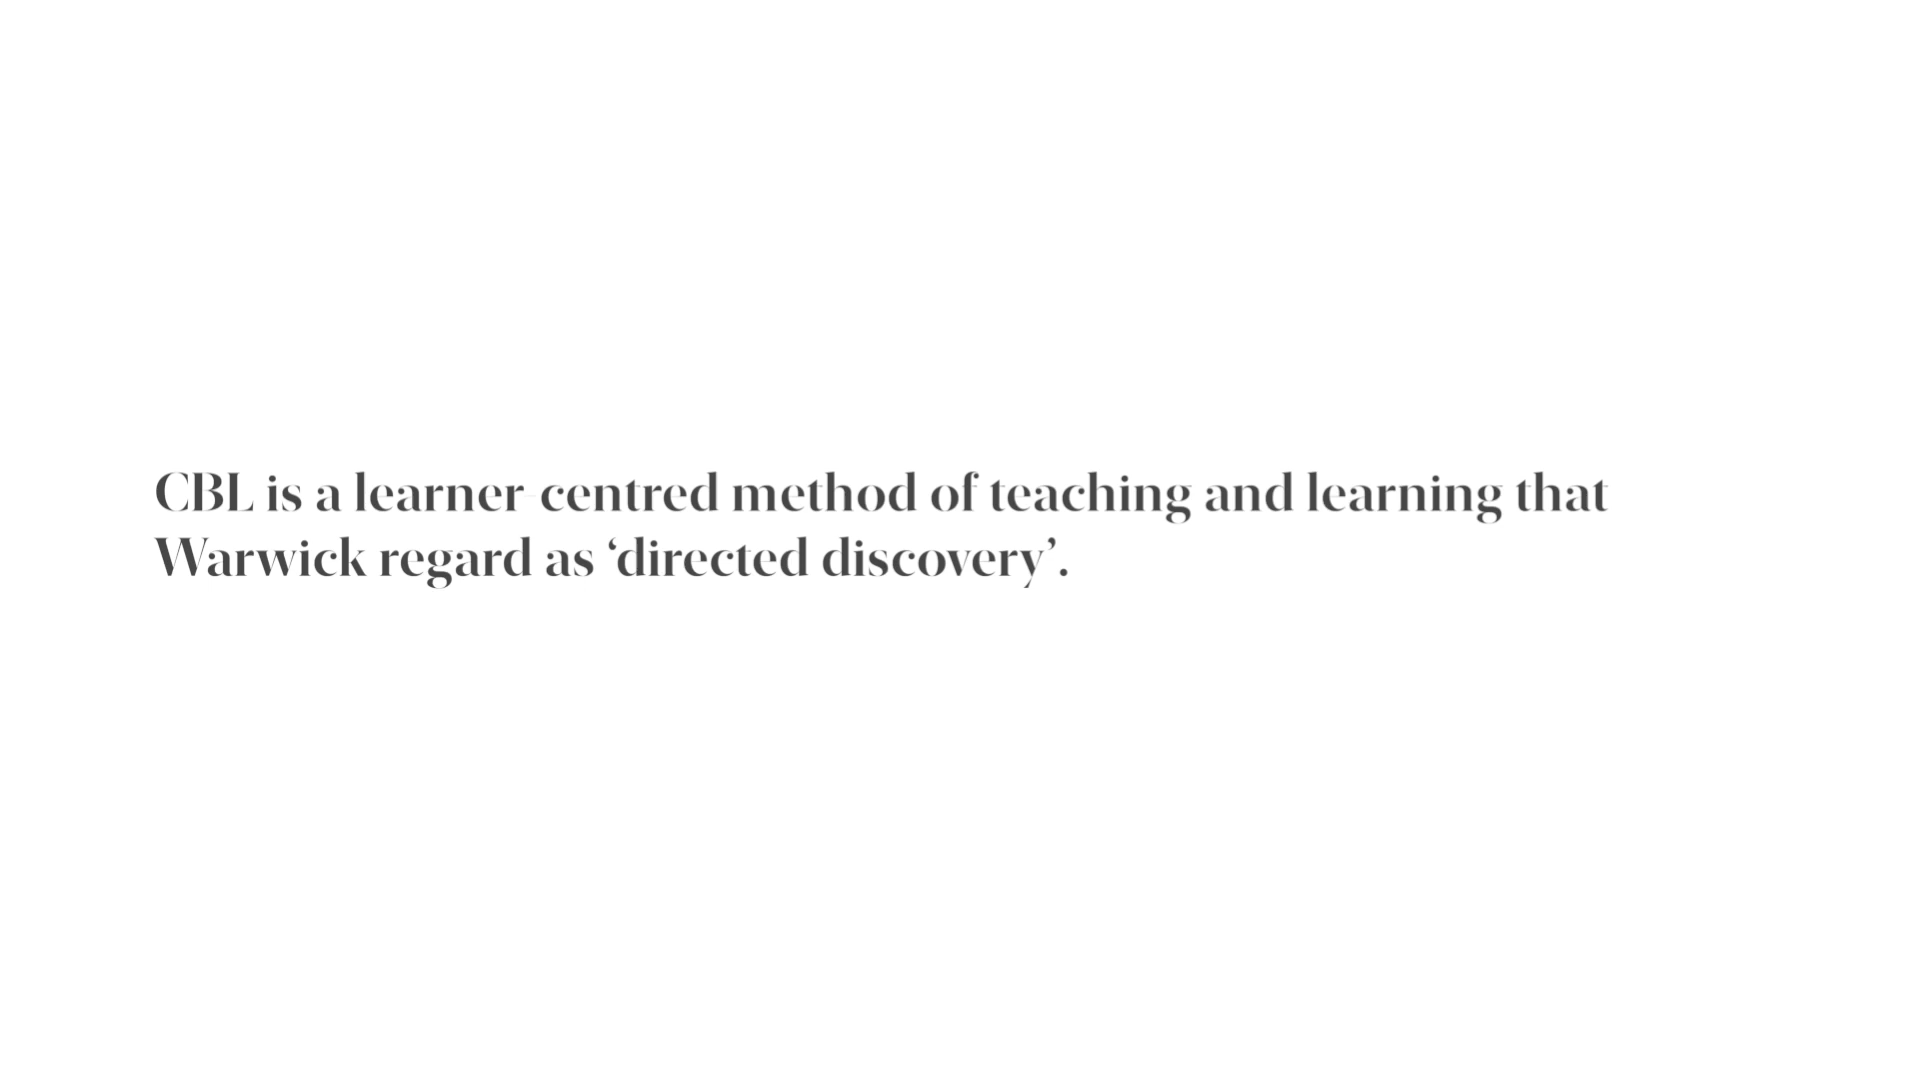 CBL is a learner-centred method of teaching and learning that
Warwick regard as ‘directed discovery’.